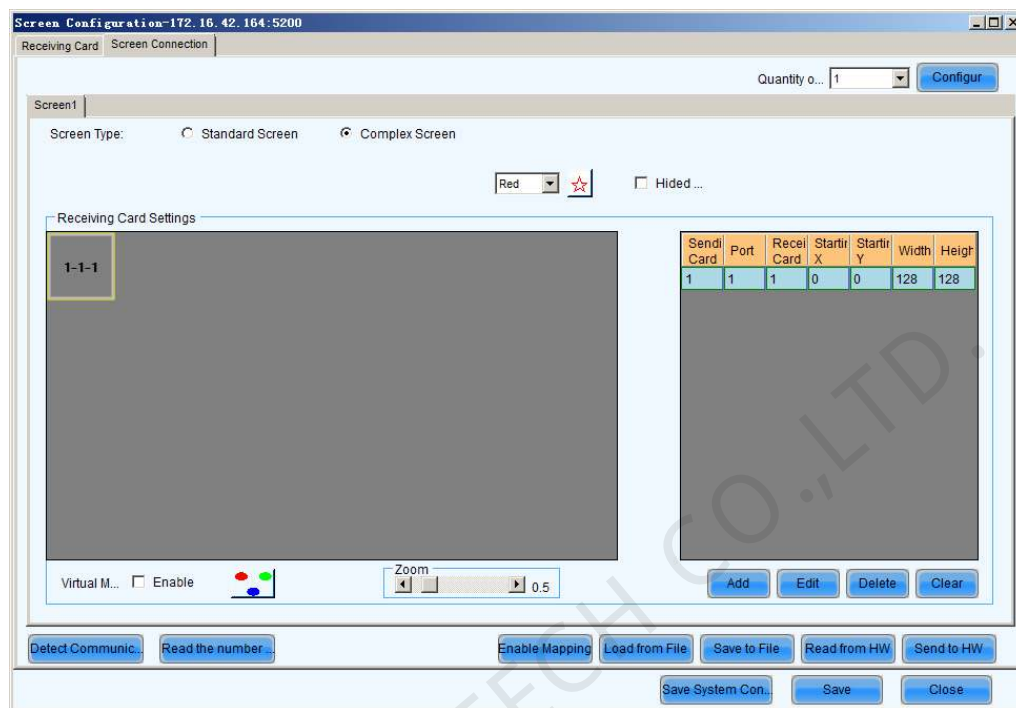 Screen Configuration-172.16.42.164:5200
Receiving Card Screen Connection
Quantity o... 1 Configur
Screen1
Screen Type: Standard Screen Complex Screen
Red Hided ...
Receiving Card Settings
1-1-1
Sendi Card Port Recei Card Startir X Startir Y Width Heigh
1 1 1 0 0 128 128
Virtual M... Enable Zoom 0.5 Add Edit Delete Clear
Detect Communic... Read the number ... Enable Mapping Load from File Save to File Read from HW Send to HW
Save System Con... Save Close
TECH CO.,LTD.